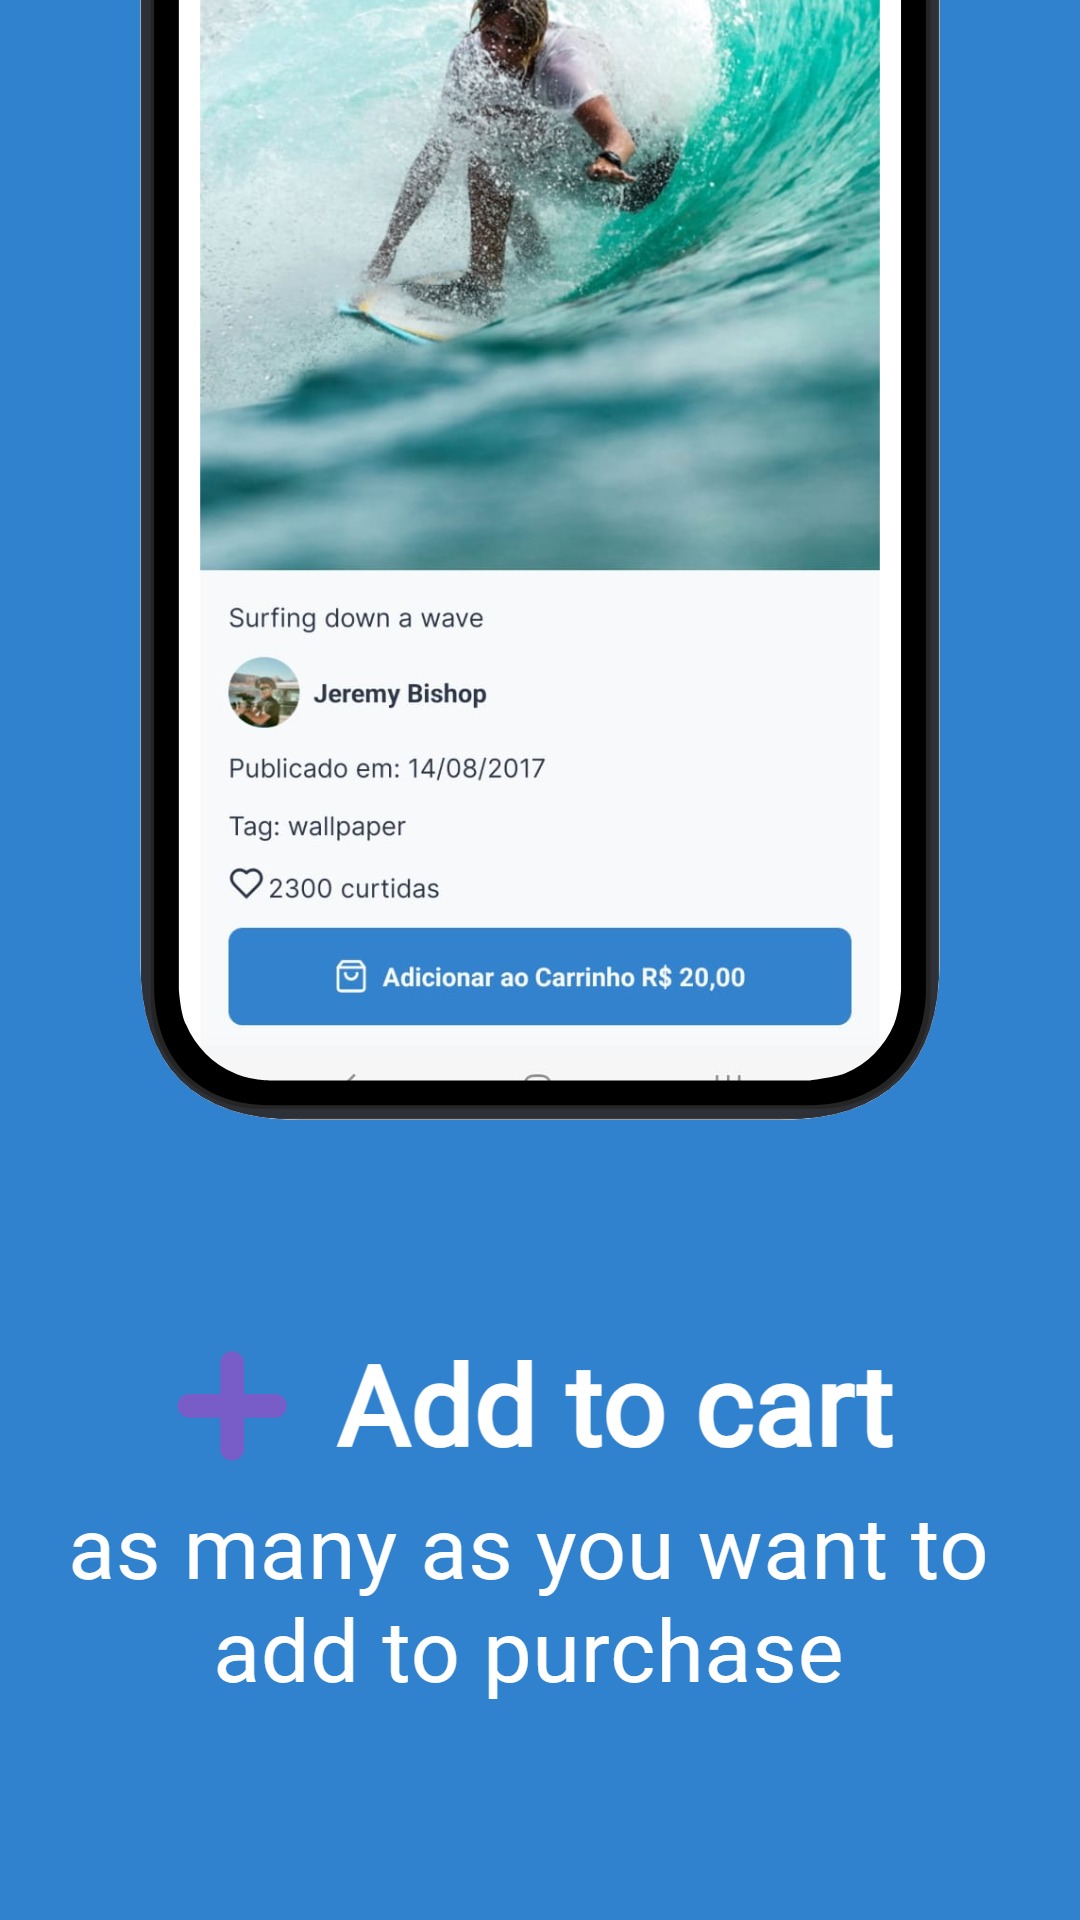 Surfing down a wave
Jeremy Bishop
Publicado em: 14/08/2017
Tag: wallpaper
2300 curtidas
Adicionar ao Carrinho R$ 20,00
Add to cart
as many as you want to
add to purchase